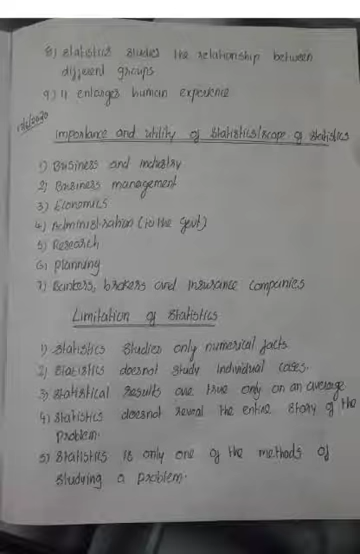 8) Statistics studies the relationship between
different groups
9) It enlarges human experience
Importance and utility of Statistics/scope of statistics
1) Business and industry
2) Business management
3) Economics
4) Administration (to the govt)
5) Research
6) Planning
7) Bankers, brokers and insurance companies
Limitation of Statistics
1) Statistics studies only numerical facts.
2) Statistics doesnot study individual cases.
3) Statistical results are true only on an average
4) Statistics doesnot reveal the entire story of the
Problem.
5) Statistics is only one of the methods of
studying a problem.